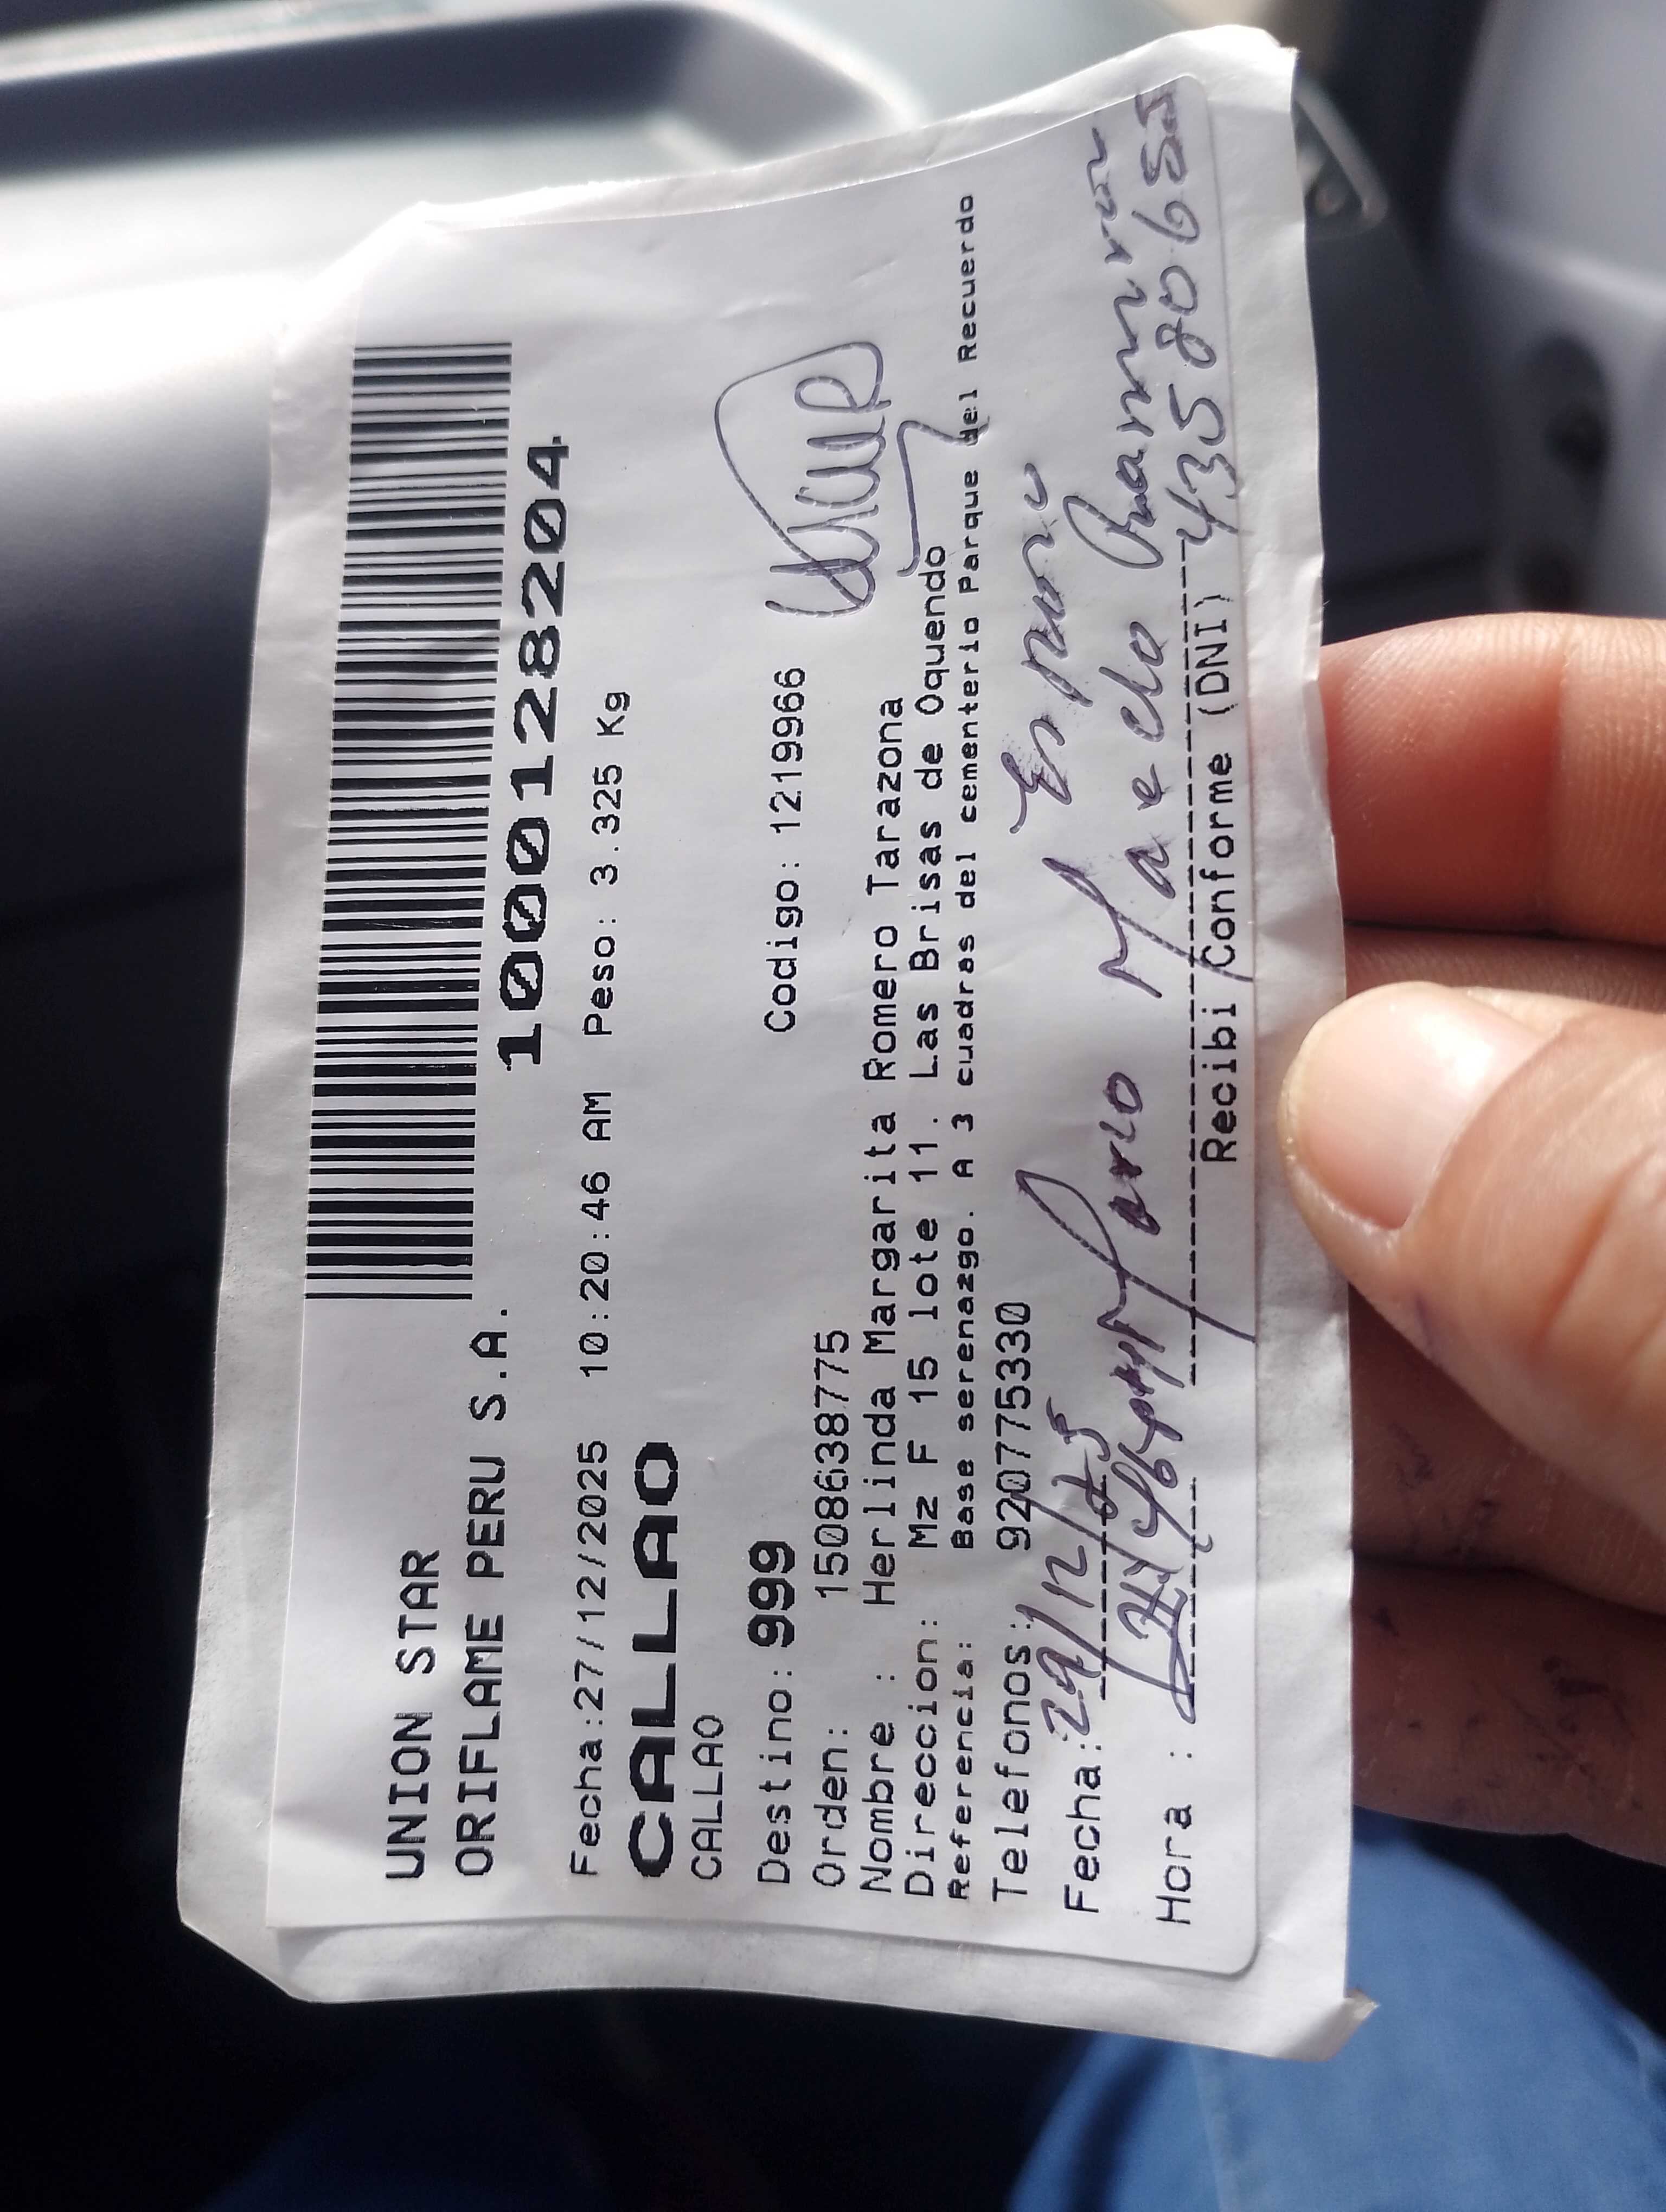 UNION STAR
ORIFLAME PERU S.A.
1000128204
Fecha:27/12/2025 10:20:46 AM Peso: 3.325 Kg
CALLAO
CALLAO
Destino: 999 Codigo: 1219966
Orden: 1508638775
Nombre : Herlinda Margarita Romero Tarazona
Direccion: Mz F 15 lote 11. Las Brisas de Oquendo
Referencia: Base serenazgo. A 3 cuadras del cementerio Parque del Recuerdo
Telefonos: 920775330
Fecha: 29/12/25
Macedo
Hora : 43580655
Recibi Conforme (DNI)